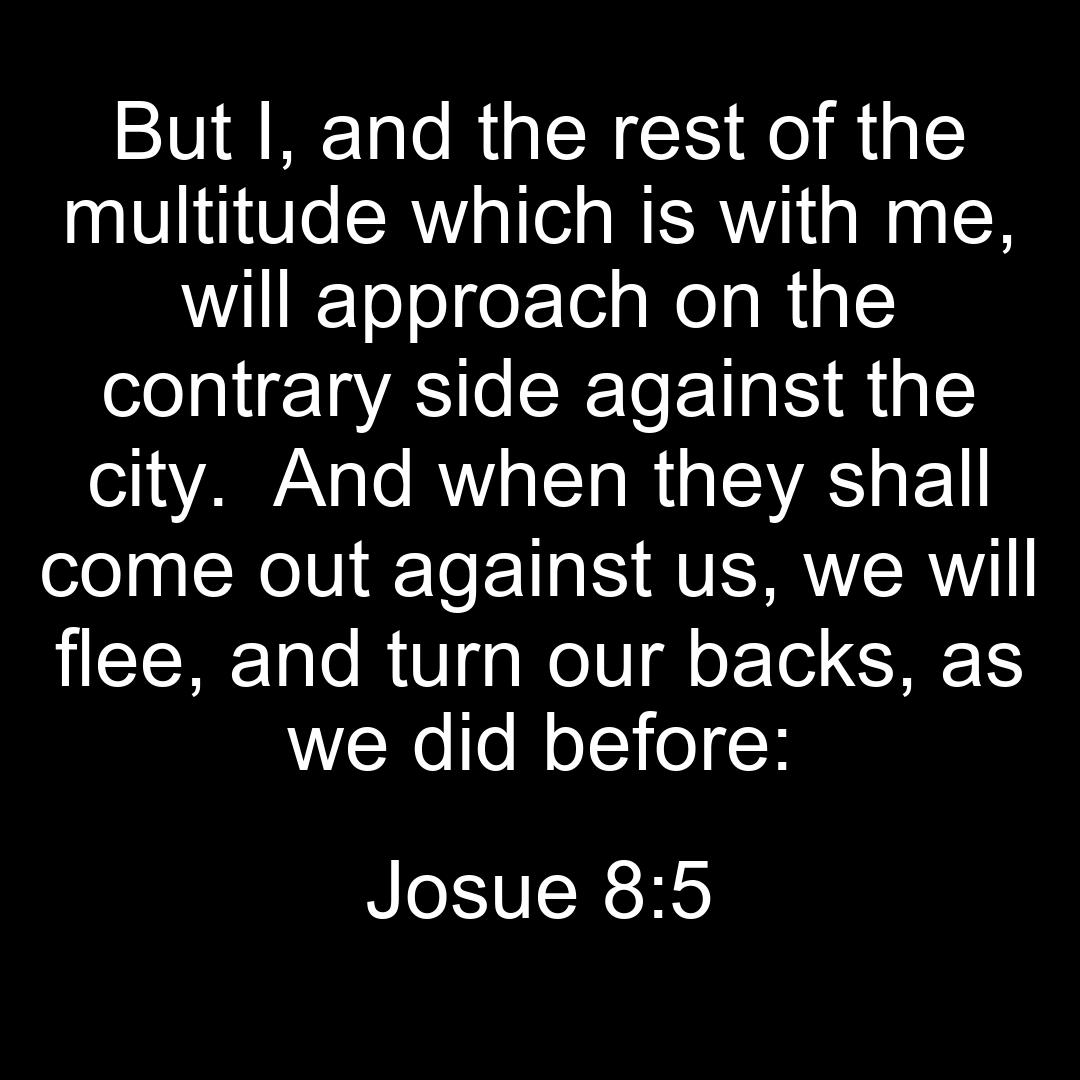 But I, and the rest of the
multitude which is with me,
will approach on the
contrary side against the
city.  And when they shall
come out against us, we will
flee, and turn our backs, as
we did before:
Josue 8:5